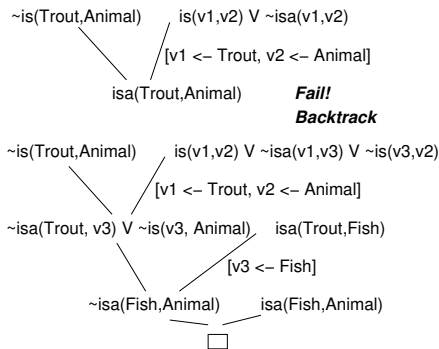 ~is(Trout,Animal) is(v1,v2) V ~isa(v1,v2)
[v1 <− Trout, v2 <− Animal]
isa(Trout,Animal) Fail!
Backtrack
~is(Trout,Animal) is(v1,v2) V ~isa(v1,v3) V ~is(v3,v2)
[v1 <− Trout, v2 <− Animal]
~isa(Trout, v3) V ~is(v3, Animal) isa(Trout,Fish)
[v3 <− Fish]
~isa(Fish,Animal) isa(Fish,Animal)